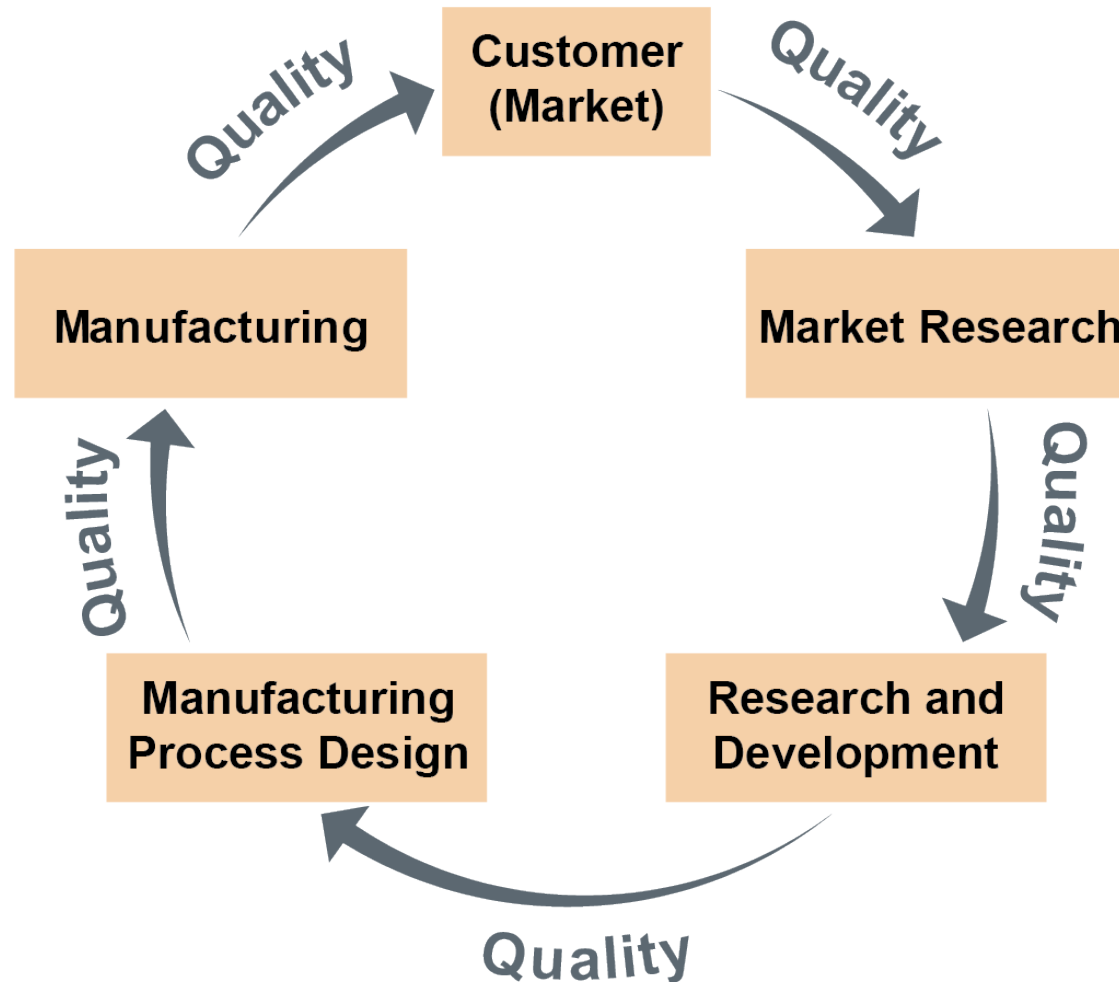 Customer
(Market)
Quality
Market Research
Quality
Research and
Development
Quality
Manufacturing
Process Design
Quality
Manufacturing
Quality